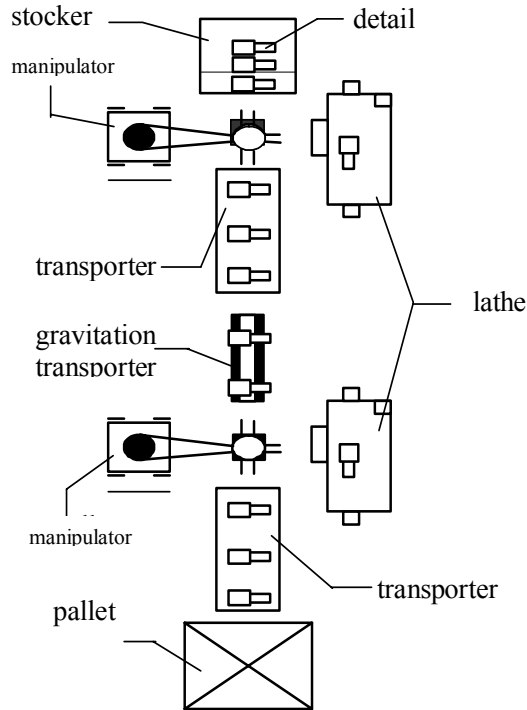 stocker
detail
manipulator
transporter
lathe
gravitation
transporter
manipulator
transporter
pallet